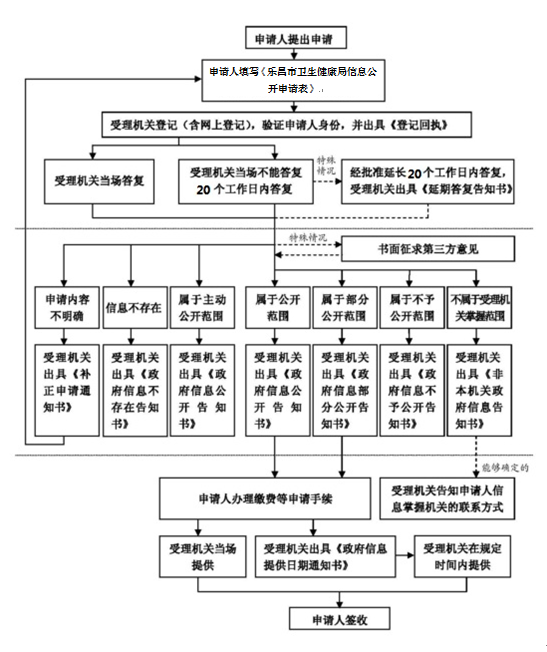 申请人提出申请
申请人填写《乐昌市卫生健康局信息公
开申请表》.
受理机关登记（含网上登记），验证申请人身份，并出具《登记回执》
受理机关当场答复
受理机关当场不能答复
20个工作日内答复
特殊
情况
经批准延长20个工作日内答复，
受理机关出具《延期答复告知书》
特殊情况
书面征求第三方意见
申请内容
不明确
信息不存在
属于主动
公开范围
属于公开
范围
属于部分
公开范围
属于不予
公开范围
不属于受理机
关掌握范围
受理机关
出具《补
正申请通
知书》
受理机关
出具《政
府信息不
存在告知
书》
受理机关
出具《政
府信息公
开告知
书》
受理机关
出具《政
府信息公
开告知
书》
受理机关
出具《政
府信息部
分公开告
知书》
受理机关
出具《政
府信息不
予公开告
知书》
受理机关
出具《非
本机关政
府信息告
知书》
能够确定的
申请人办理缴费等申请手续
受理机关告知申请人信
息掌握机关的联系方式
受理机关当场
提供
受理机关出具《政府信息
提供日期通知书》
受理机关在规定
时间内提供
申请人签收